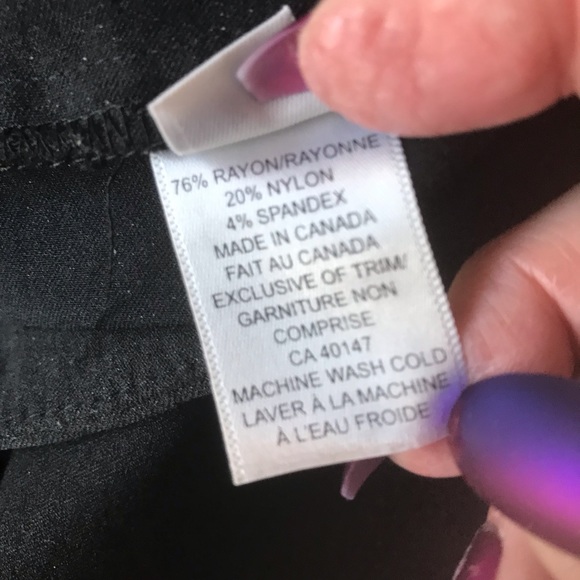 76% RAYON/RAYONNE
20% NYLON
4% SPANDEX
MADE IN CANADA
FAIT AU CANADA
EXCLUSIVE OF TRIM/
GARNITURE NON
COMPRISE
CA 40147
MACHINE WASH COLD
LAVER À LA MACHINE
À L'EAU FROIDE